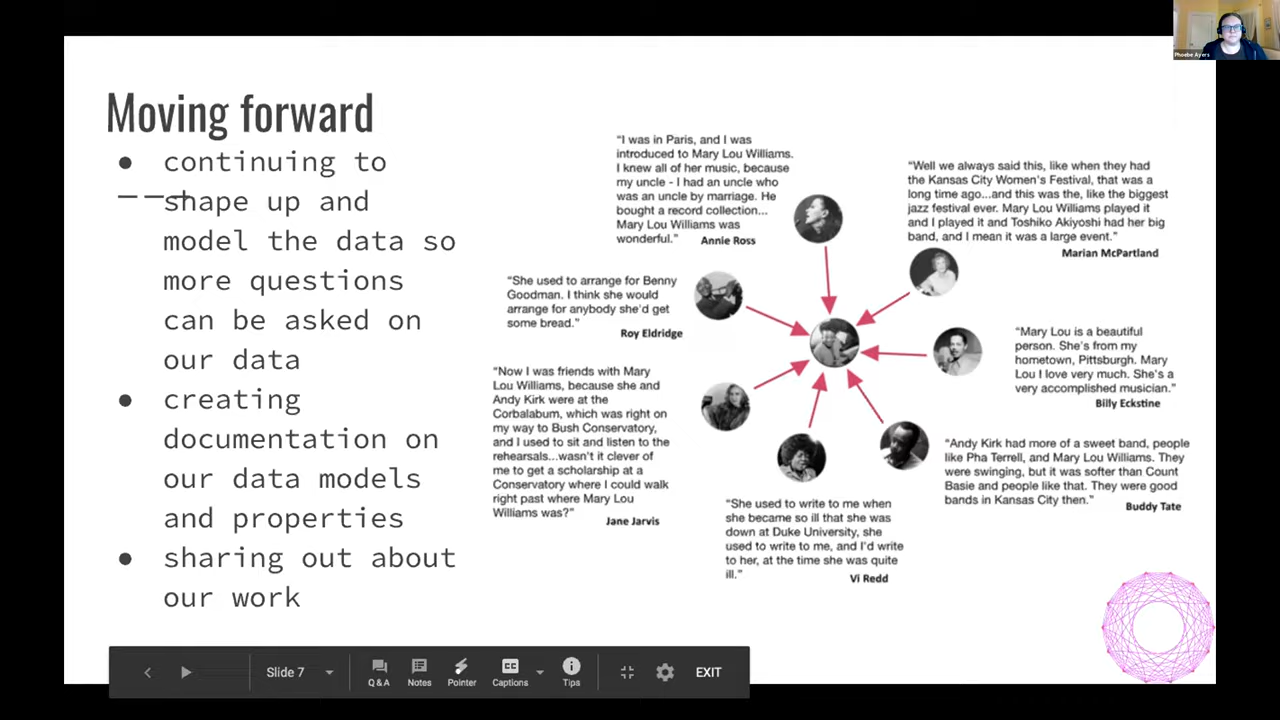 Phoebe Ayers
Moving forward
● continuing to
shape up and
model the data so
more questions
can be asked on
our data
● creating
documentation on
our data models
and properties
● sharing out about
our work
“I was in Paris, and I was
introduced to Mary Lou Williams.
I knew all of her music, because
my uncle - I had an uncle who
was an uncle by marriage. He
bought a record collection...
Mary Lou Williams was
wonderful.”
Annie Ross
“Well we always said this, like when they had
the Kansas City Women's Festival, that was a
long time ago...and this was the, like the biggest
jazz festival ever. Mary Lou Williams played it
and I played it and Toshiko Akiyoshi had her big
band, and I mean it was a large event.”
Marian McPartland
“She used to arrange for Benny
Goodman. I think she would
arrange for anybody she'd get
some bread.”
Roy Eldridge
“Mary Lou is a beautiful
person. She's from my
hometown, Pittsburgh. Mary
Lou I love very much. She's a
very accomplished musician.”
Billy Eckstine
“Now I was friends with Mary
Lou Williams, because she and
Andy Kirk were at the
Corbalabum, which was right on
my way to Bush Conservatory,
and I used to sit and listen to the
rehearsals...wasn't it clever of
me to get a scholarship at a
Conservatory where I could walk
right past where Mary Lou
Williams was?”
Jane Jarvis
“Andy Kirk had more of a sweet band, people
like Pha Terrell, and Mary Lou Williams. They
were swinging, but it was softer than Count
Basie and people like that. They were good
bands in Kansas City then.”
Buddy Tate
“She used to write to me when
she became so ill that she was
down at Duke University, she
used to write to me, and I'd write
to her, at the time she was quite
ill.”
Vi Redd
Slide 7
Q & A
Notes
Pointer
CC
Captions
Tips
EXIT